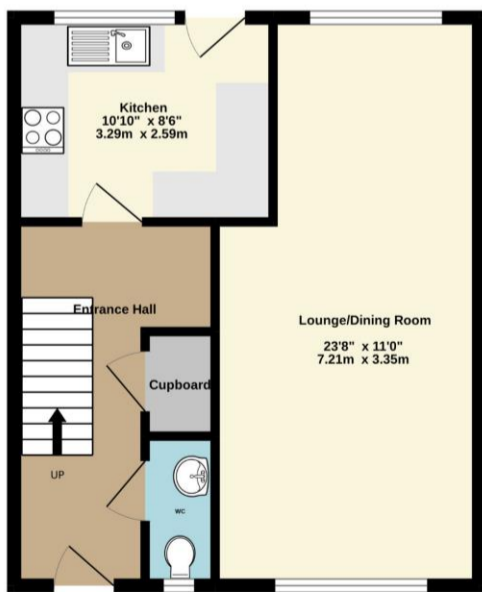 Kitchen
10'10" x 8'6"
3.29m x 2.59m
Entrance Hall
Lounge/Dining Room
23'8" x 11'0"
7.21m x 3.35m
Cupboard
UP
WC